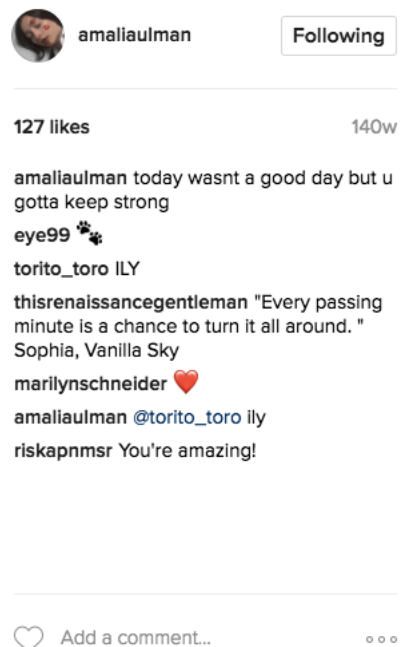 amaliaulman
Following
127 likes
140w
amaliaulman today wasnt a good day but u
gotta keep strong
eye99 🐾
torito_toro ILY
thisrenaissancegentleman "Every passing
minute is a chance to turn it all around. "
Sophia, Vanilla Sky
marilynschneider ❤️
amaliaulman @torito_toro ily
riskapnmsr You're amazing!
Add a comment...